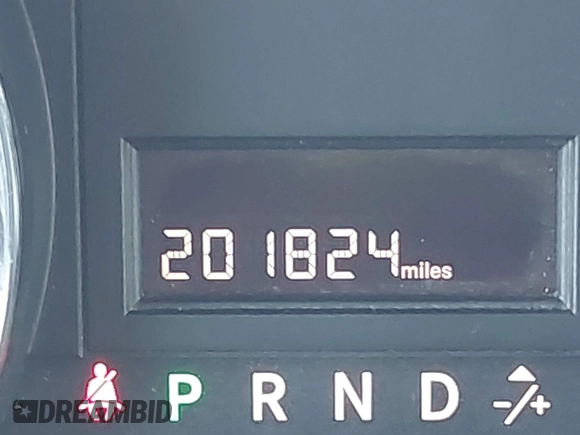 201824 miles
P R N D -/+
DREAMBID